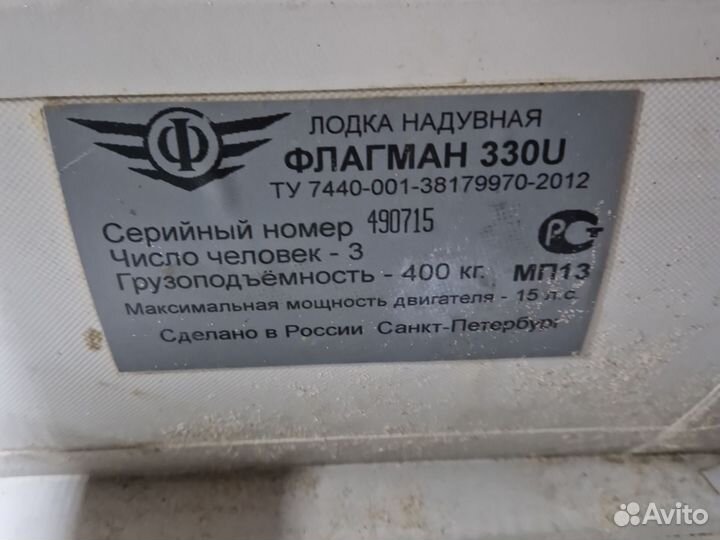 Ф
ЛОДКА НАДУВНАЯ
ФЛАГМАН 330U
ТУ 7440-001-38179970-2012
Серийный номер 490715
Число человек - 3
Грузоподъёмность - 400 кг.
РСТ
МП13
Максимальная мощность двигателя - 15 л.с.
Сделано в России Санкт-Петербург
Avito